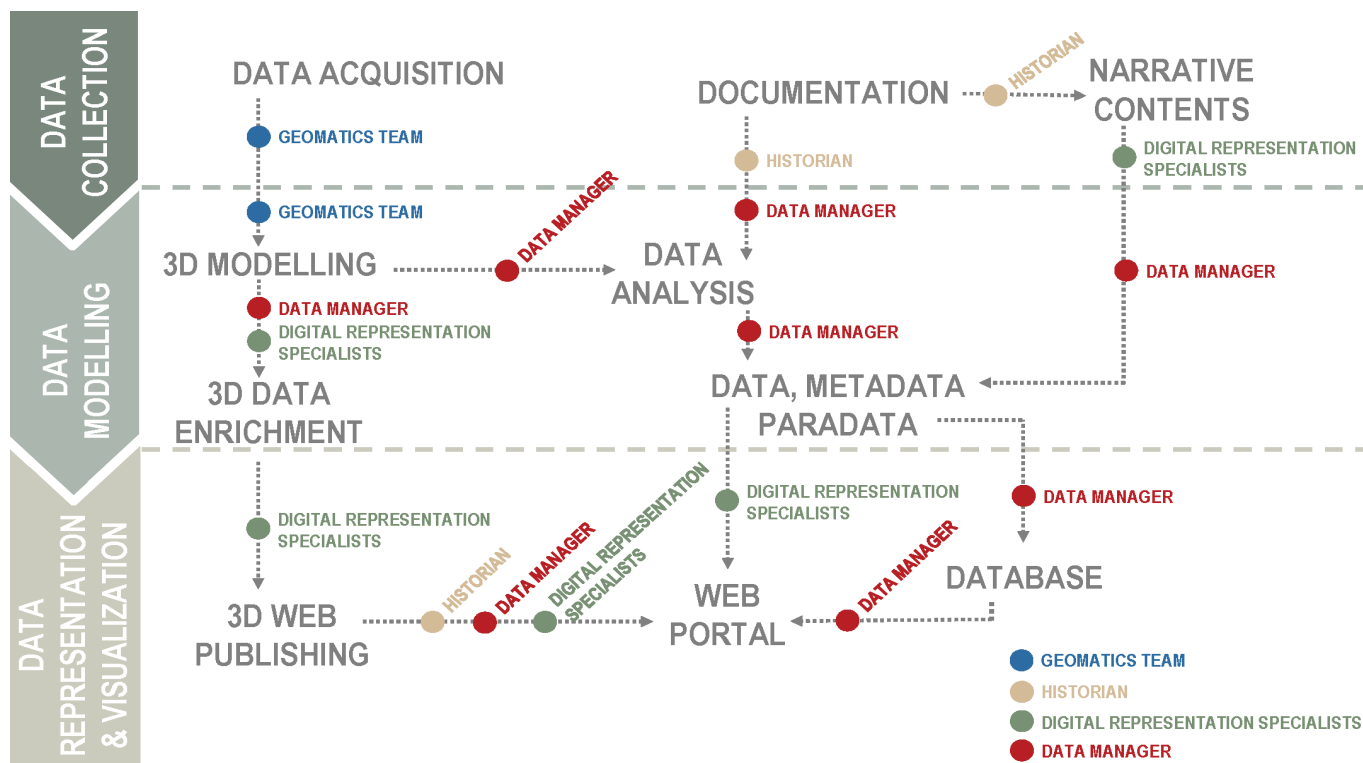 DATA
COLLECTION
DATA ACQUISITION
GEOMATICS TEAM
DOCUMENTATION
HISTORIAN
NARRATIVE
CONTENTS
HISTORIAN
DIGITAL REPRESENTATION
SPECIALISTS
DATA
MODELLING
GEOMATICS TEAM
DATA MANAGER
3D MODELLING
DATA MANAGER
DATA
ANALYSIS
DATA MANAGER
DATA MANAGER
DIGITAL REPRESENTATION
SPECIALISTS
DATA MANAGER
3D DATA
ENRICHMENT
DATA, METADATA
PARADATA
DATA
REPRESENTATION
& VISUALIZATION
DIGITAL REPRESENTATION
SPECIALISTS
DIGITAL REPRESENTATION
SPECIALISTS
DATA MANAGER
3D WEB
PUBLISHING
HISTORIAN
DATA MANAGER
DIGITAL REPRESENTATION
SPECIALISTS
WEB
PORTAL
DATA MANAGER
DATABASE
GEOMATICS TEAM
HISTORIAN
DIGITAL REPRESENTATION SPECIALISTS
DATA MANAGER